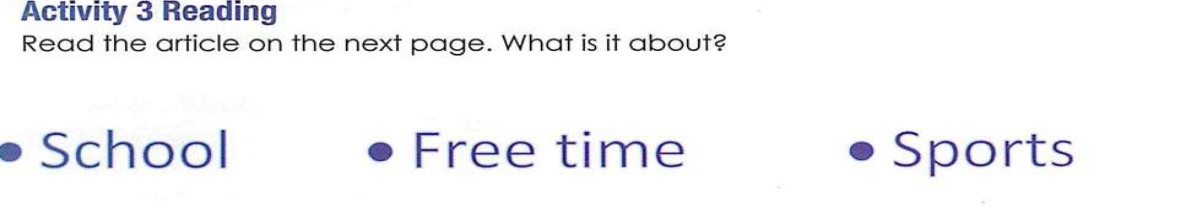 Activity 3 Reading
Read the article on the next page. What is it about?
• School • Free time • Sports